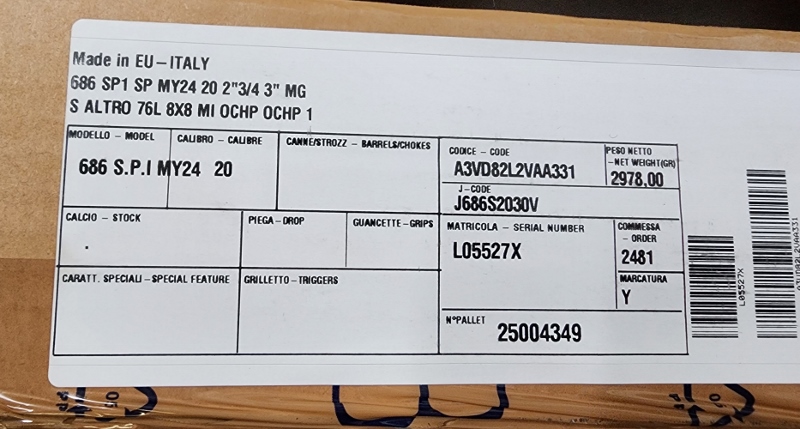 Made in EU-ITALY
686 SP1 SP MY24 20 2"3/4 3" MG
S ALTRO 76L 8X8 MI OCHP OCHP 1
MODELLO - MODEL
CALIBRO - CALIBRE
CANNE/STROZZ - BARRELS/CHOKES
CODICE - CODE
PESO NETTO
-NET WEIGHT(GR)
686 S.P.I MY24 20
A3VD82L2VAA331
2978,00
J-CODE
J686S2030V
CALCIO - STOCK
PIEGA-DROP
GUANCETTE-GRIPS
MATRICOLA - SERIAL NUMBER
COMMESSA
- ORDER
.
L05527X
2481
CARATT. SPECIALI-SPECIAL FEATURE
GRILLETTO-TRIGGERS
MARCATURA
Y
N°PALLET
25004349
L05527X
A3VD82L2VAA331